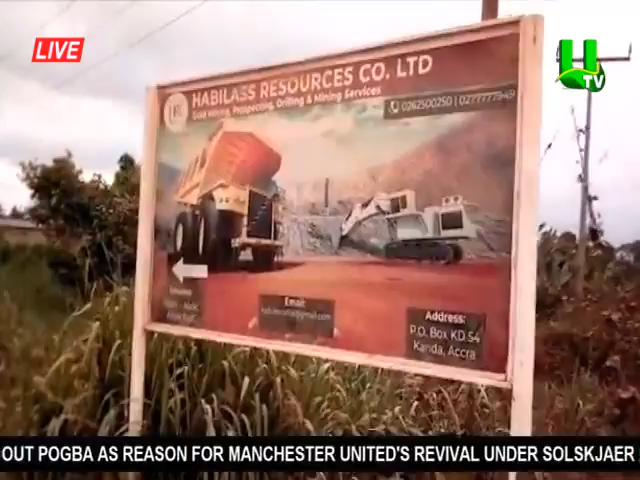 LIVE
U
TV
HABILASS RESOURCES CO. LTD
Gold Mining, Prospecting, Drilling & Mining Services
0262500250 | 0277777949
Email:
Address:
P.O. Box KD 54
Kanda, Accra
OUT POGBA AS REASON FOR MANCHESTER UNITED'S REVIVAL UNDER SOLSKJAER